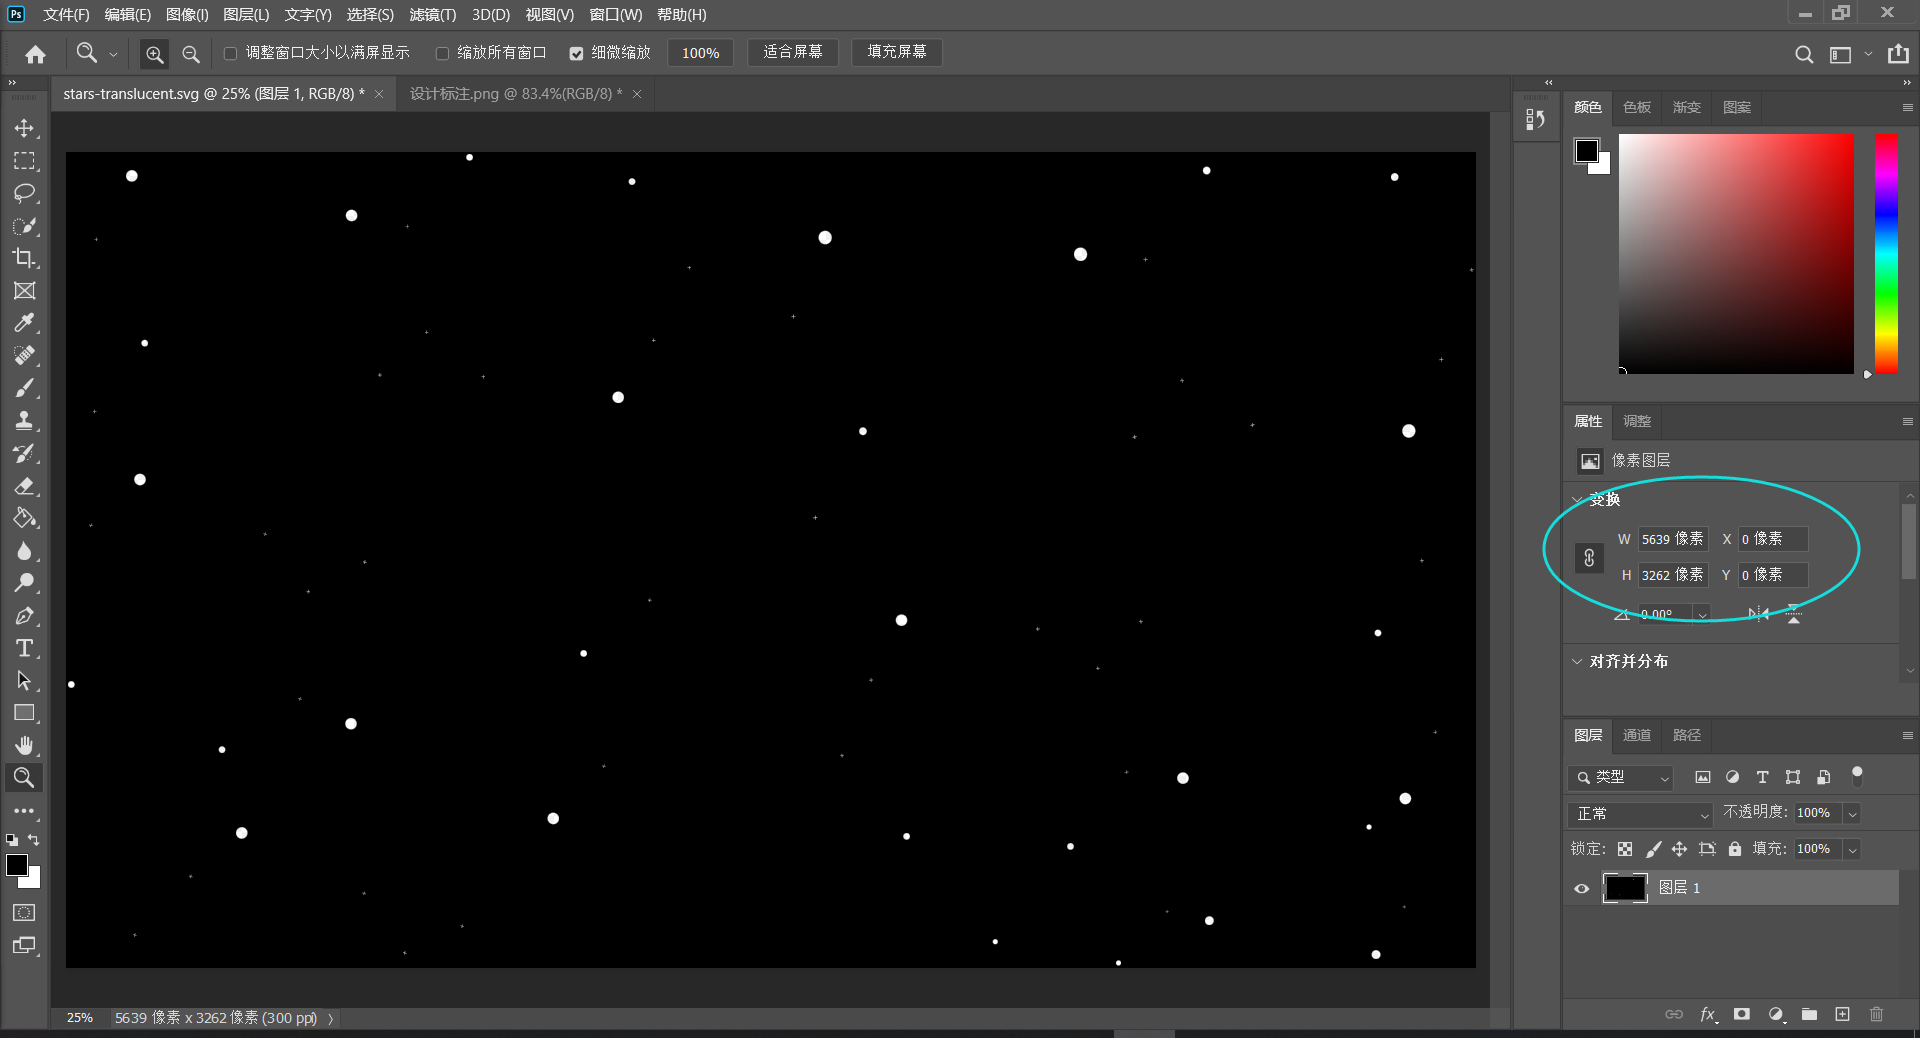 Ps 文件(F) 编辑(E) 图像(I) 图层(L) 文字(Y) 选择(S) 滤镜(T) 3D(D) 视图(V) 窗口(W) 帮助(H)
调整窗口大小以满屏显示 缩放所有窗口 细微缩放 100% 适合屏幕 填充屏幕
stars-translucent.svg @ 25% (图层 1, RGB/8) * ×
设计标注.png @ 83.4%(RGB/8) * ×
颜色 色板 渐变 图案
属性 调整
像素图层
变换
W 5639 像素 X 0 像素
H 3262 像素 Y 0 像素
0.00°
对齐并分布
图层 通道 路径
类型
正常 不透明度: 100%
锁定: 填充: 100%
图层 1
fx
25% 5639 像素 x 3262 像素 (300 ppi)